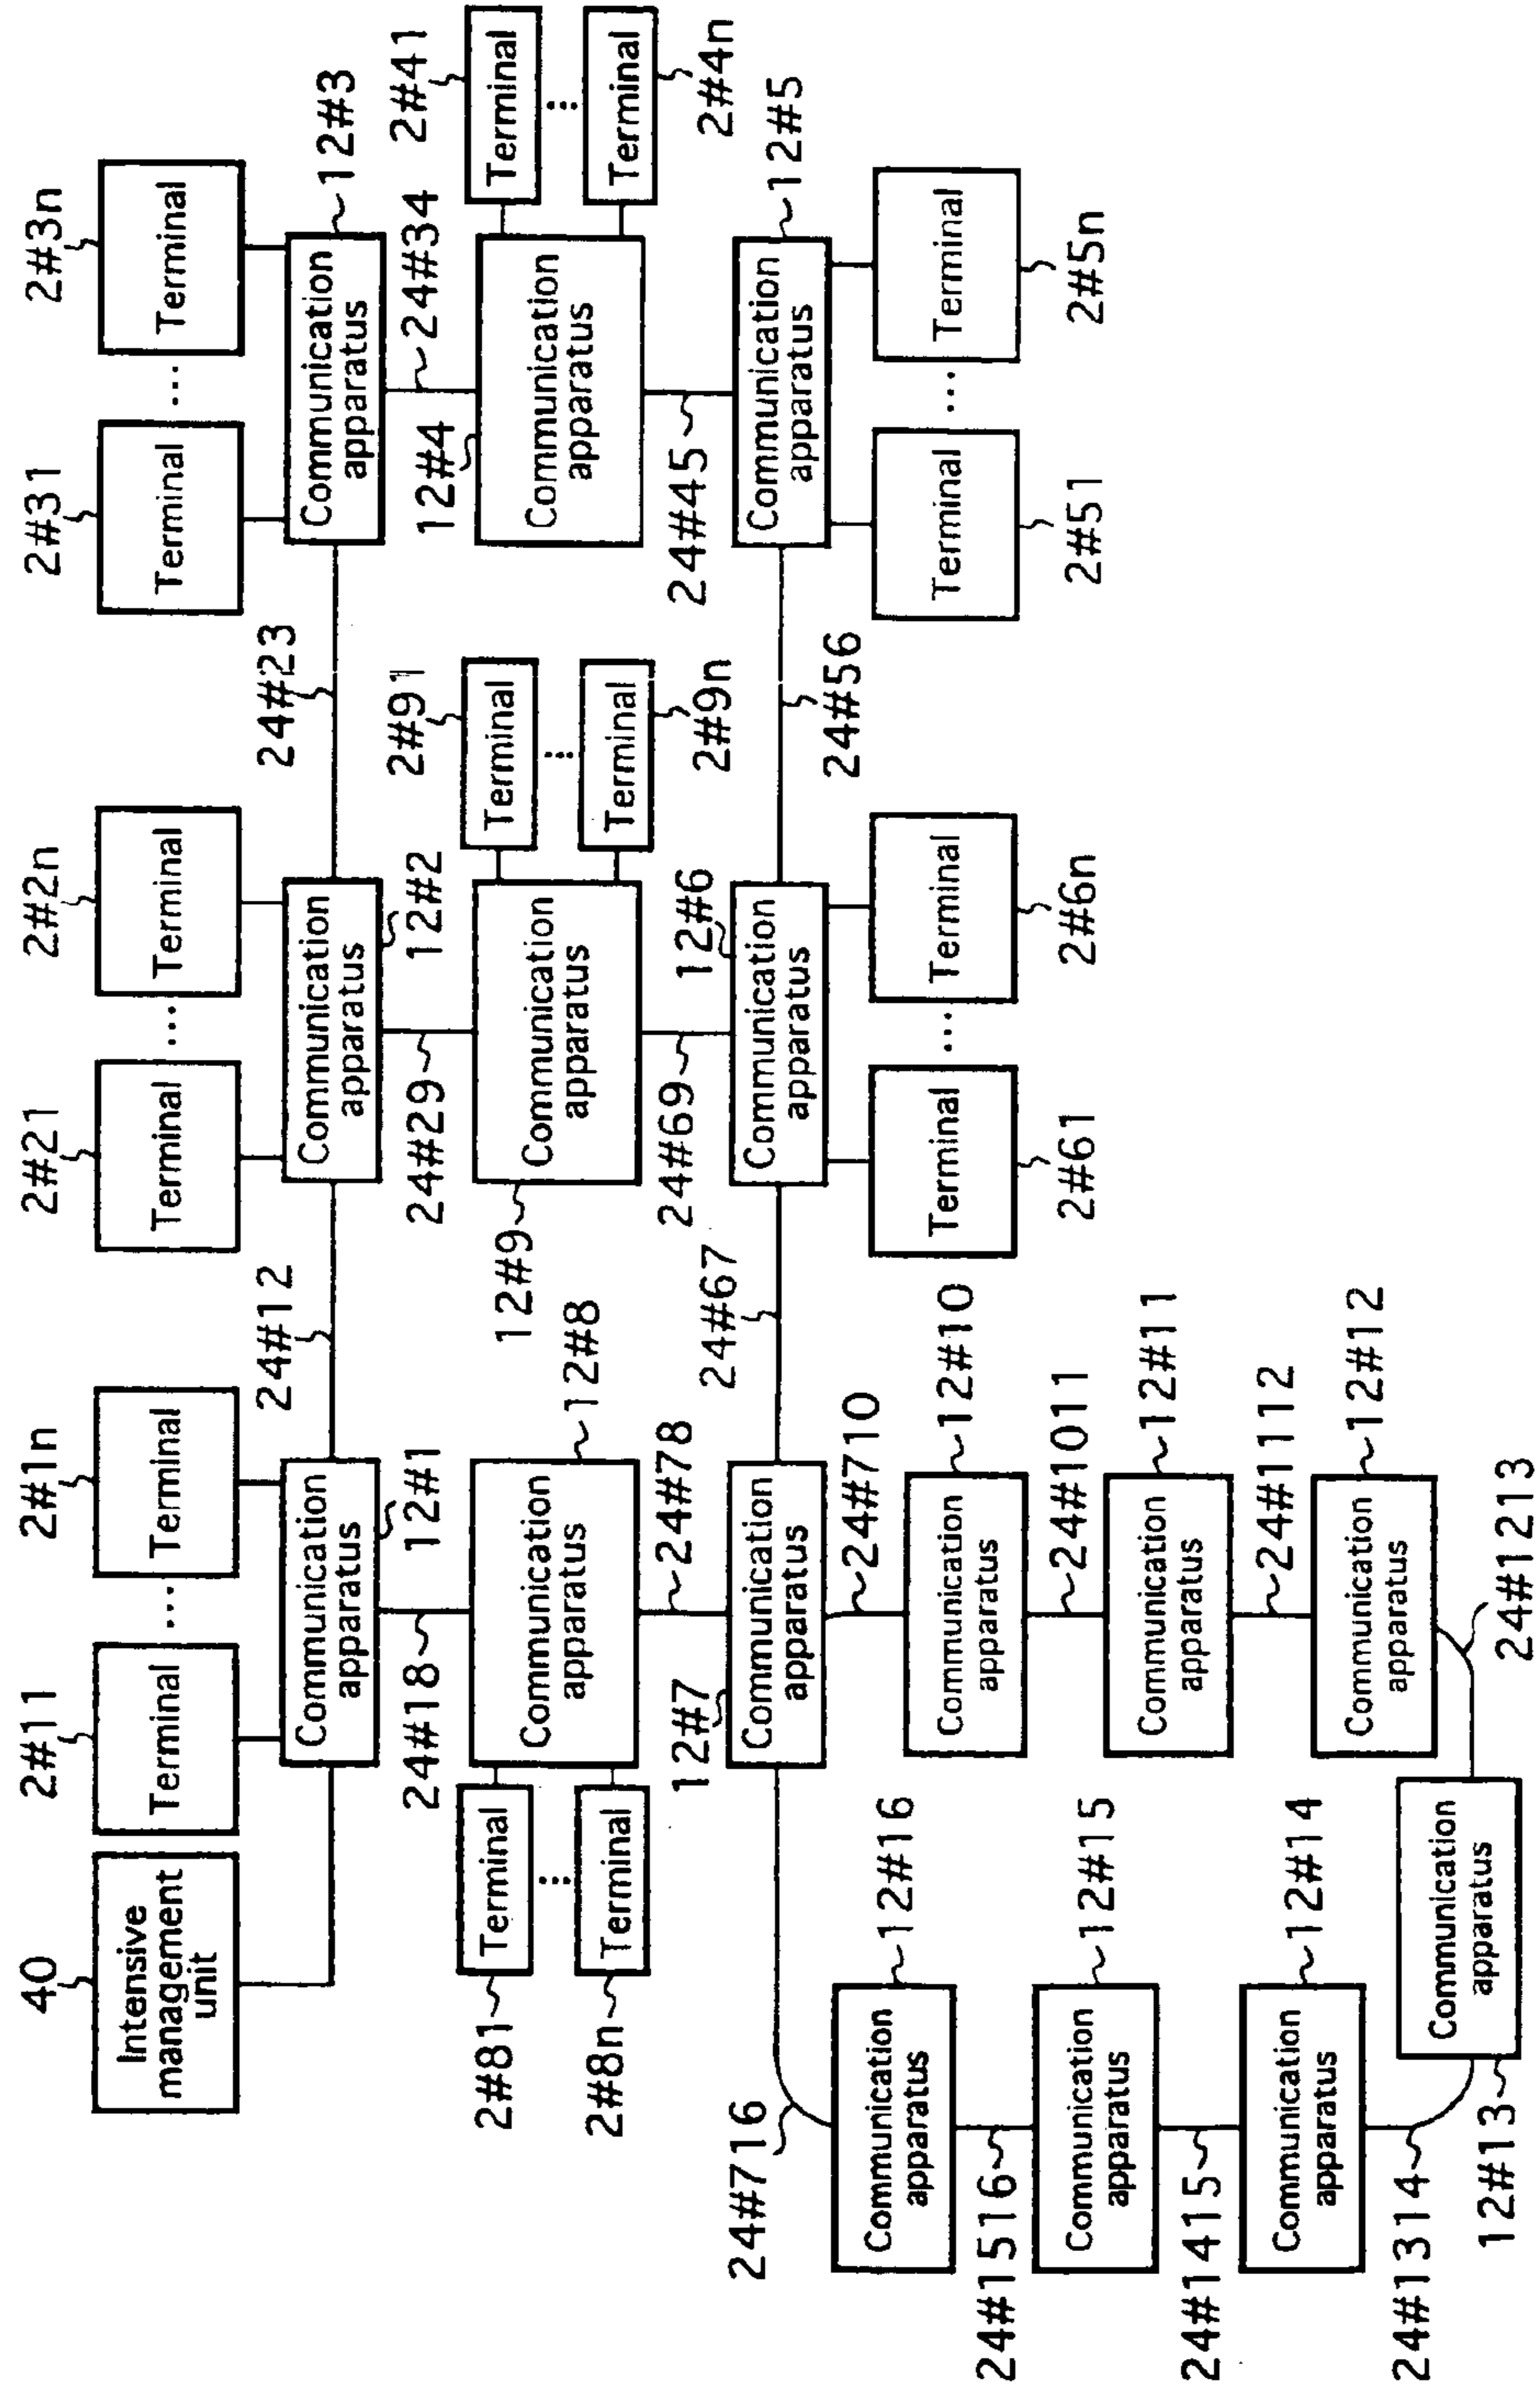 40
2#11
2#1n
2#21
2#2n
2#31
2#3n
Intensive
management
unit
Terminal
...
Terminal
Terminal
...
Terminal
Terminal
...
Terminal
24#12
24#23
Communication
apparatus
Communication
apparatus
Communication
apparatus
12#3
12#1
12#2
24#18
24#29
12#4
24#34
2#91
2#41
2#81
Terminal
...
Terminal
2#8n
Communication
apparatus
12#8
12#9
Communication
apparatus
Terminal
...
Terminal
2#9n
Communication
apparatus
Terminal
...
Terminal
2#4n
24#78
24#69
24#45
12#7
24#67
12#6
12#5
24#716
Communication
apparatus
Communication
apparatus
Communication
apparatus
24#56
24#710
Communication
apparatus
12#16
Communication
apparatus
12#10
Terminal
...
Terminal
Terminal
...
Terminal
2#61
2#6n
2#51
2#5n
24#1516
24#1011
Communication
apparatus
12#15
Communication
apparatus
12#11
24#1415
24#1112
Communication
apparatus
12#14
Communication
apparatus
12#12
24#1314
Communication
apparatus
12#13
24#1213